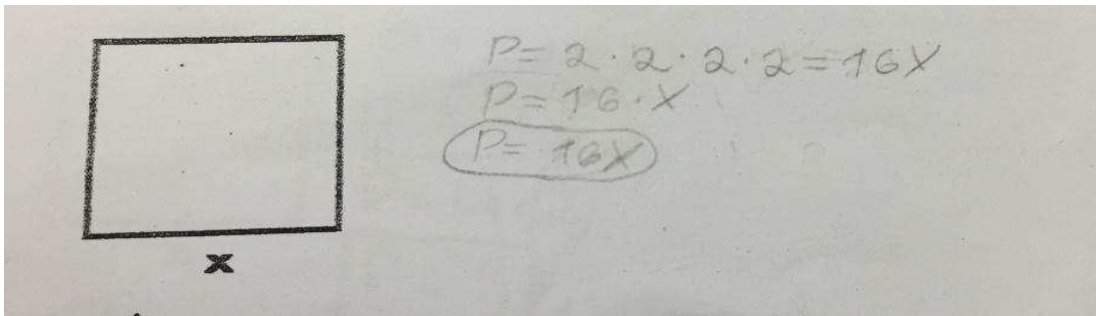 P= 2 · 2 · 2 · 2 = 16X
P= 16 · X
P= 16X
x